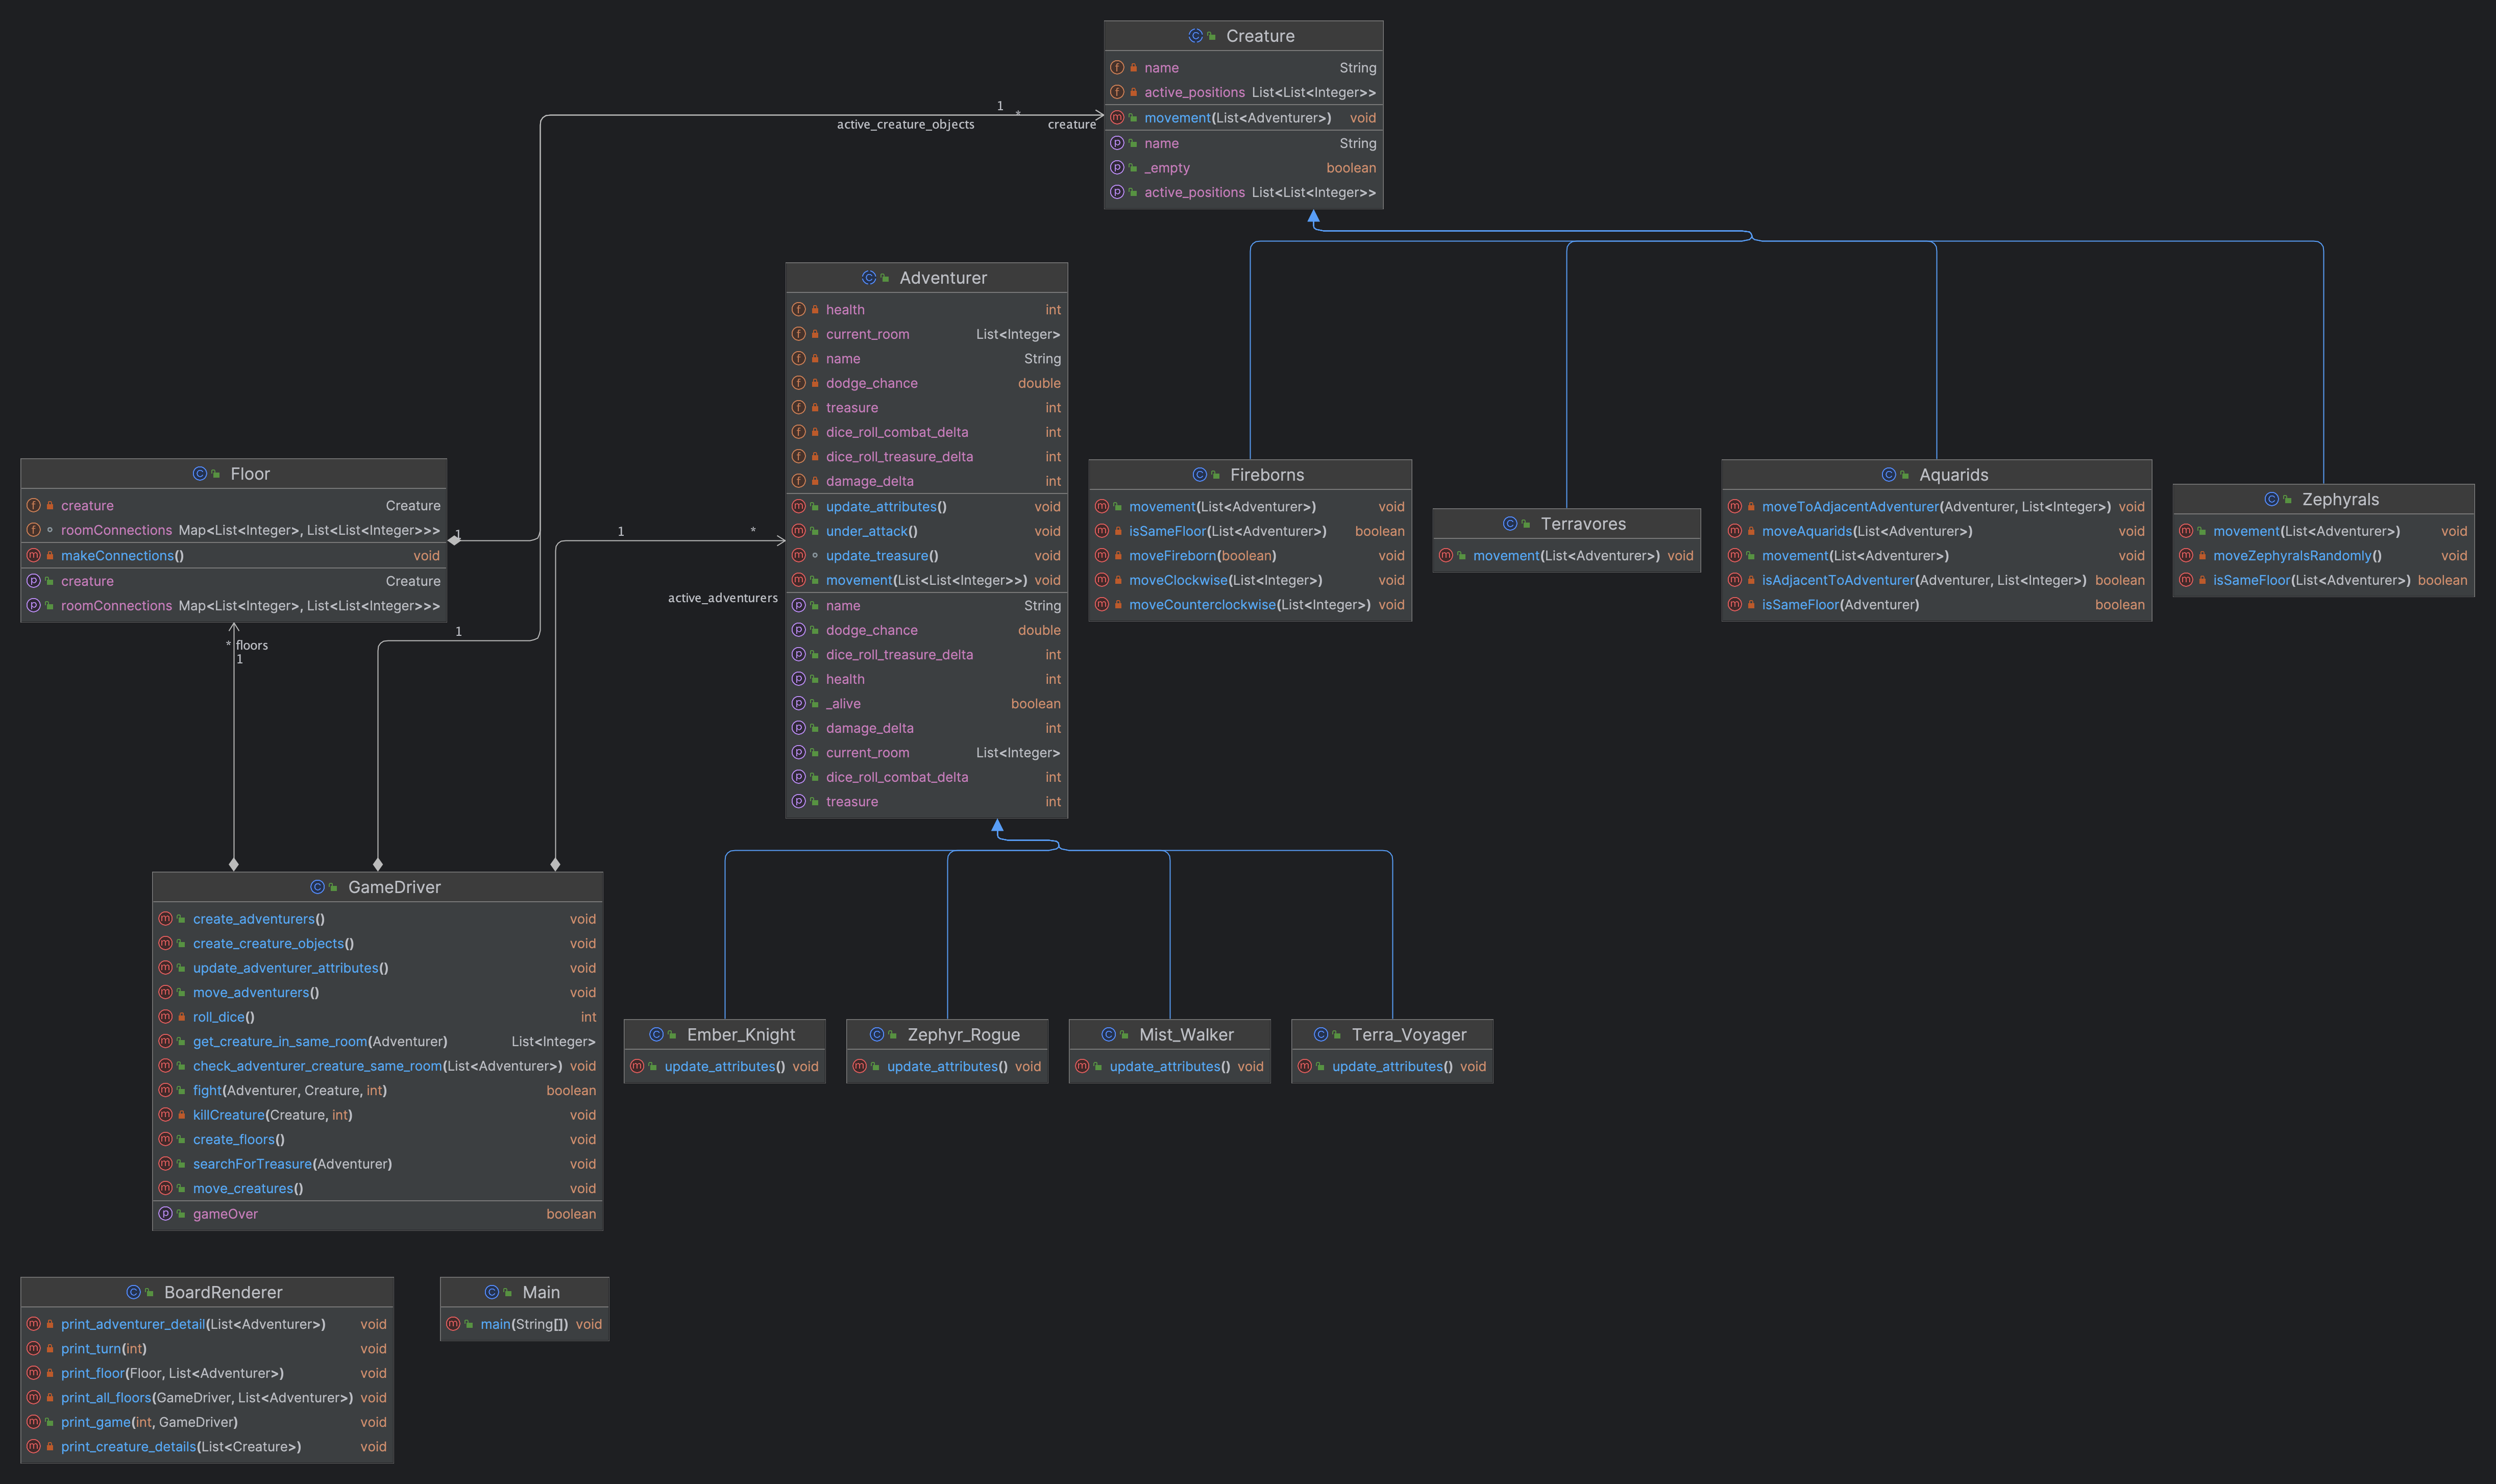 Creature
name String
active_positions List<List<Integer>>
movement(List<Adventurer>) void
name String
_empty boolean
active_positions List<List<Integer>>
1
*
active_creature_objects
creature
Adventurer
health int
current_room List<Integer>
name String
dodge_chance double
treasure int
dice_roll_combat_delta int
dice_roll_treasure_delta int
damage_delta int
update_attributes() void
under_attack() void
update_treasure() void
movement(List<List<Integer>>) void
name String
dodge_chance double
dice_roll_treasure_delta int
health int
_alive boolean
damage_delta int
current_room List<Integer>
dice_roll_combat_delta int
treasure int
Floor
creature Creature
roomConnections Map<List<Integer>, List<List<Integer>>>
makeConnections() void
creature Creature
roomConnections Map<List<Integer>, List<List<Integer>>>
1
1
*
active_adventurers
* floors
1
1
Fireborns
movement(List<Adventurer>) void
isSameFloor(List<Adventurer>) boolean
moveFireborn(boolean) void
moveClockwise(List<Integer>) void
moveCounterclockwise(List<Integer>) void
Terravores
movement(List<Adventurer>) void
Aquarids
moveToAdjacentAdventurer(Adventurer, List<Integer>) void
moveAquarids(List<Adventurer>) void
movement(List<Adventurer>) void
isAdjacentToAdventurer(Adventurer, List<Integer>) boolean
isSameFloor(Adventurer) boolean
Zephyrals
movement(List<Adventurer>) void
moveZephyralsRandomly() void
isSameFloor(List<Adventurer>) boolean
GameDriver
create_adventurers() void
create_creature_objects() void
update_adventurer_attributes() void
move_adventurers() void
roll_dice() int
get_creature_in_same_room(Adventurer) List<Integer>
check_adventurer_creature_same_room(List<Adventurer>) void
fight(Adventurer, Creature, int) boolean
killCreature(Creature, int) void
create_floors() void
searchForTreasure(Adventurer) void
move_creatures() void
gameOver boolean
Ember_Knight
update_attributes() void
Zephyr_Rogue
update_attributes() void
Mist_Walker
update_attributes() void
Terra_Voyager
update_attributes() void
BoardRenderer
print_adventurer_detail(List<Adventurer>) void
print_turn(int) void
print_floor(Floor, List<Adventurer>) void
print_all_floors(GameDriver, List<Adventurer>) void
print_game(int, GameDriver) void
print_creature_details(List<Creature>) void
Main
main(String[]) void